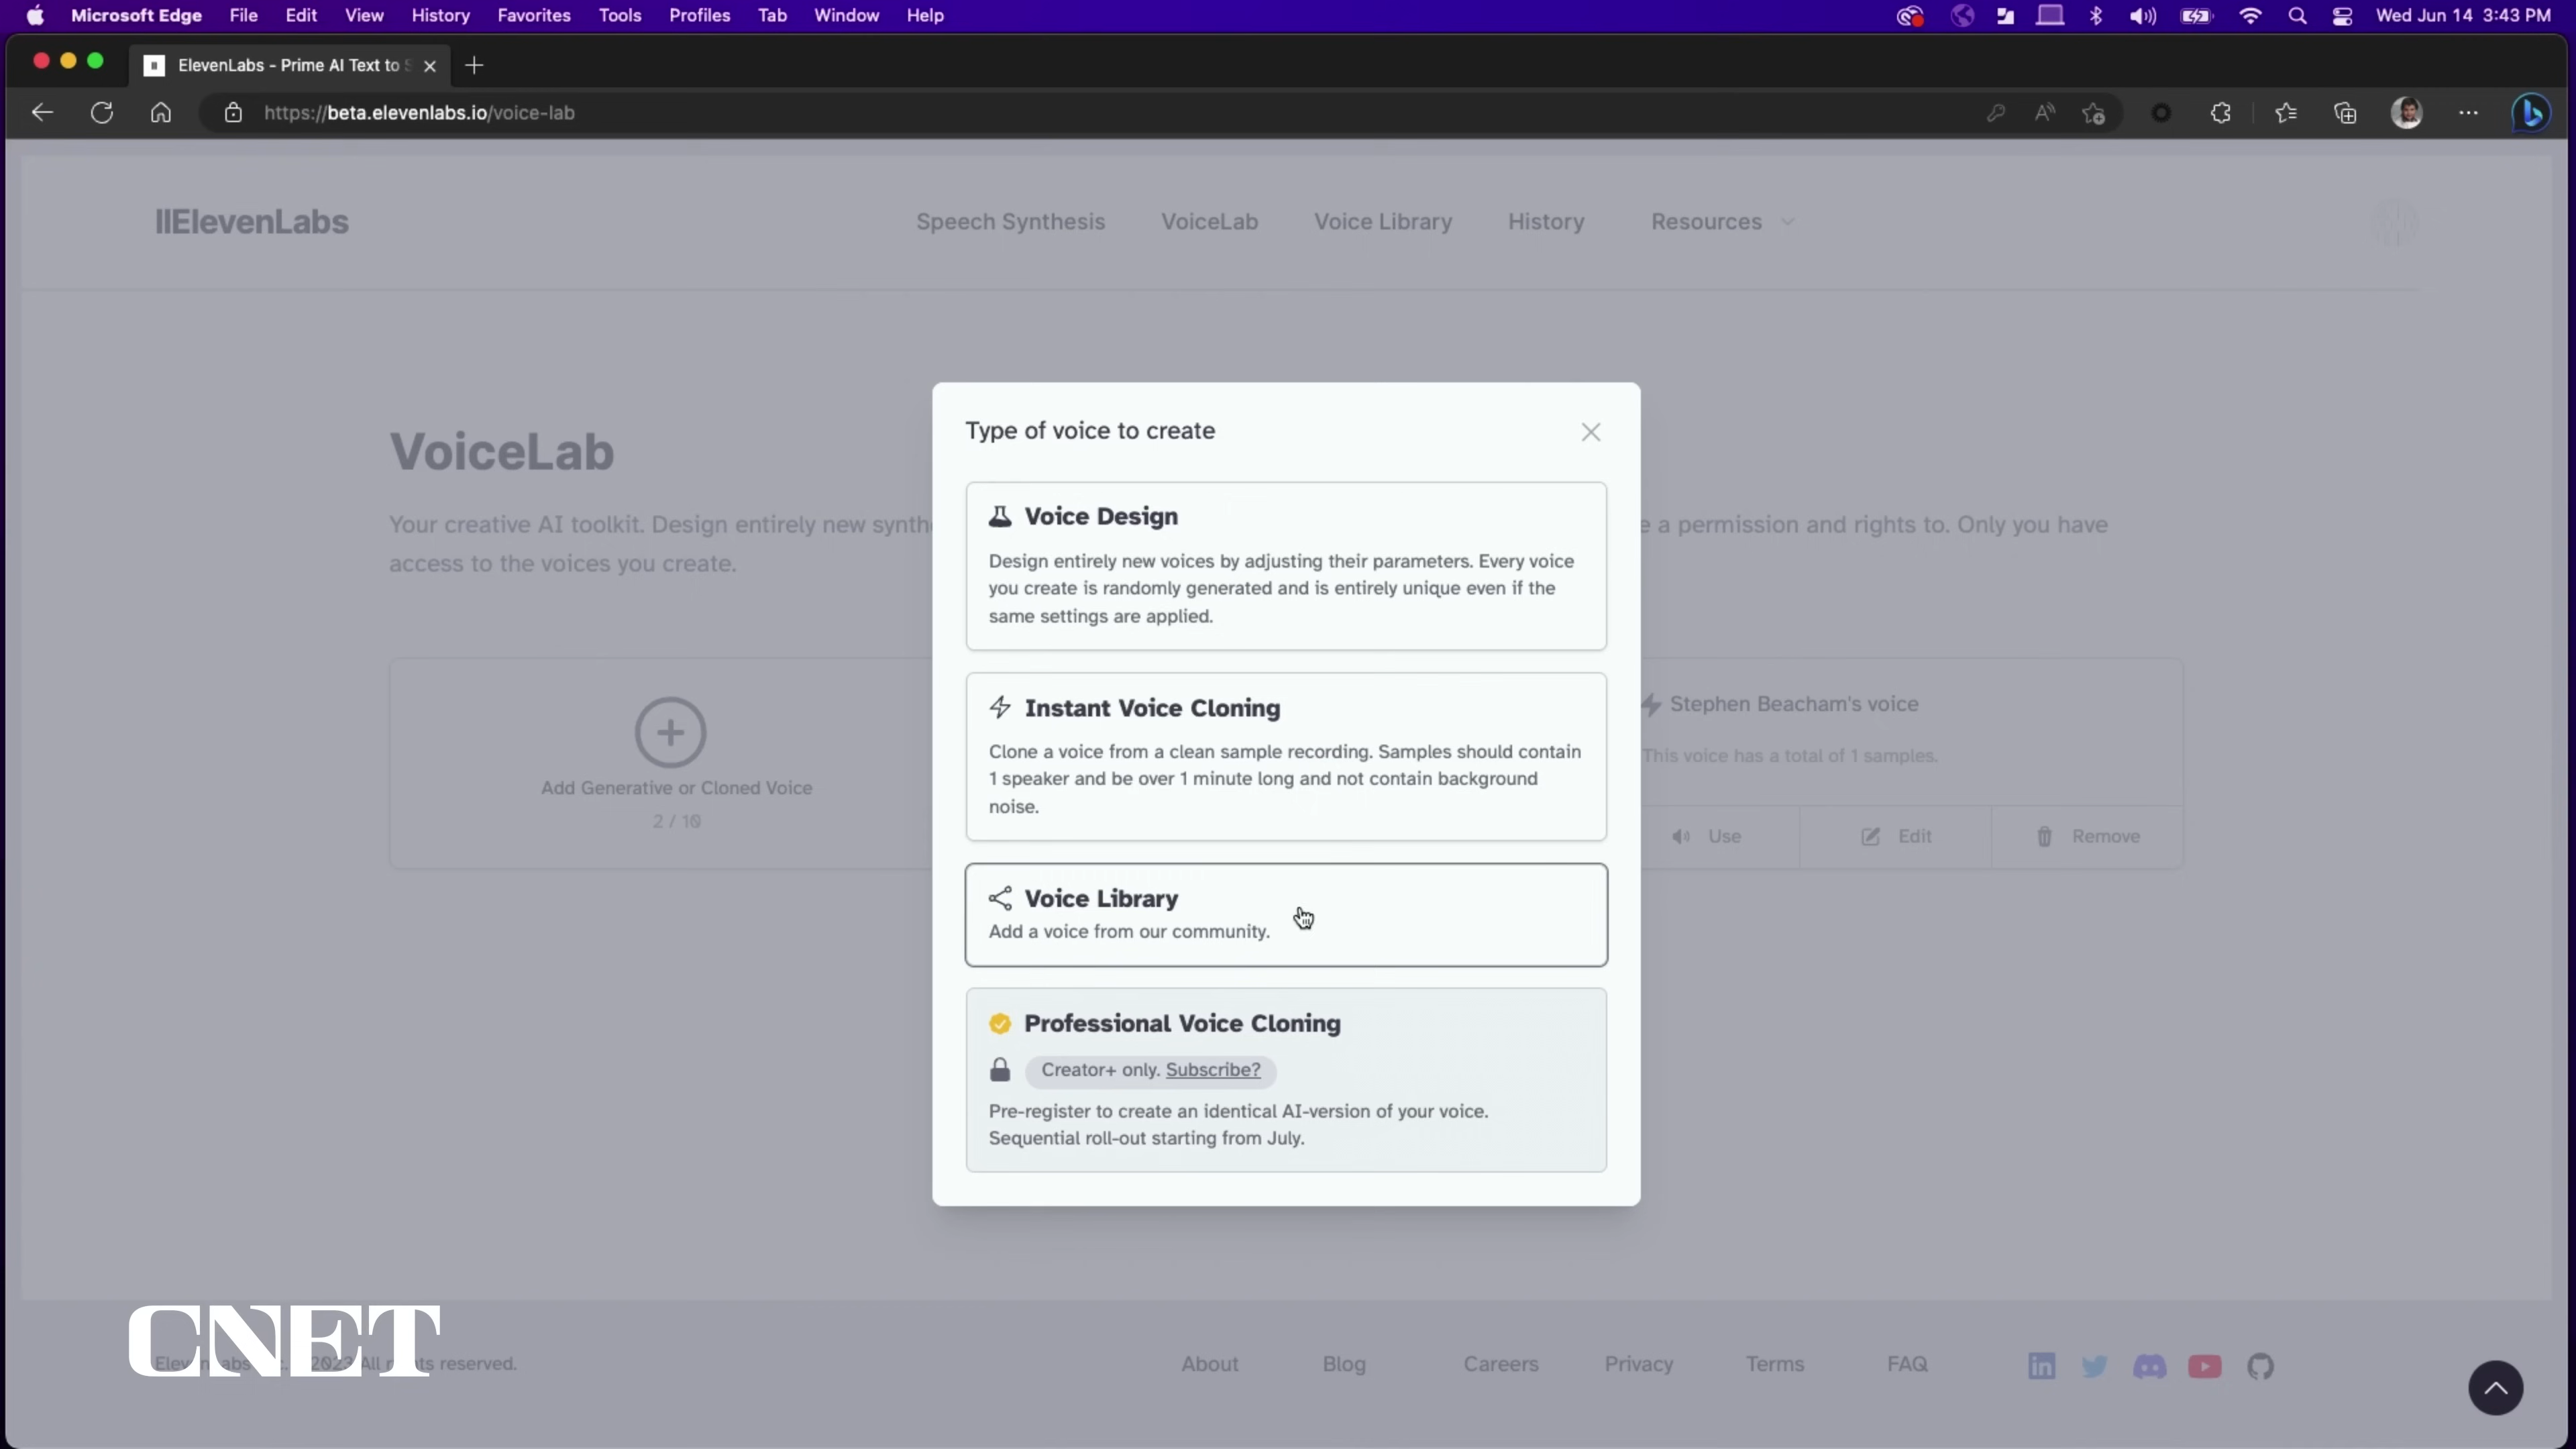 Microsoft Edge File Edit View History Favorites Tools Profiles Tab Window Help Wed Jun 14 3:43 PM
ElevenLabs - Prime AI Text to
https://beta.elevenlabs.io/voice-lab
IIElevenLabs Speech Synthesis VoiceLab Voice Library History Resources
VoiceLab
Your creative AI toolkit. Design entirely new synth e a permission and rights to. Only you have
access to the voices you create.
Add Generative or Cloned Voice
2 / 10
Type of voice to create
Voice Design
Design entirely new voices by adjusting their parameters. Every voice
you create is randomly generated and is entirely unique even if the
same settings are applied.
Instant Voice Cloning
Clone a voice from a clean sample recording. Samples should contain
1 speaker and be over 1 minute long and not contain background
noise.
Voice Library
Add a voice from our community.
Professional Voice Cloning
Creator+ only. Subscribe?
Pre-register to create an identical AI-version of your voice.
Sequential roll-out starting from July.
Stephen Beacham's voice
This voice has a total of 1 samples.
Use Edit Remove
CNET
2023 All rights reserved.
About Blog Careers Privacy Terms FAQ